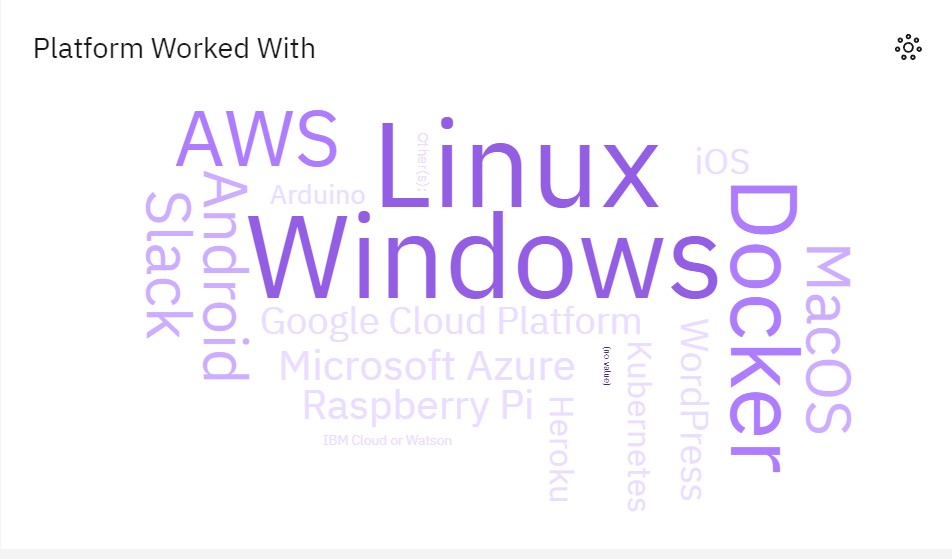 Platform Worked With
AWS
Linux
Other(s):
iOS
Arduino
Slack
Android
Windows
Docker
MacOS
Google Cloud Platform
Microsoft Azure
(no value)
Kubernetes
WordPress
Raspberry Pi
Heroku
IBM Cloud or Watson